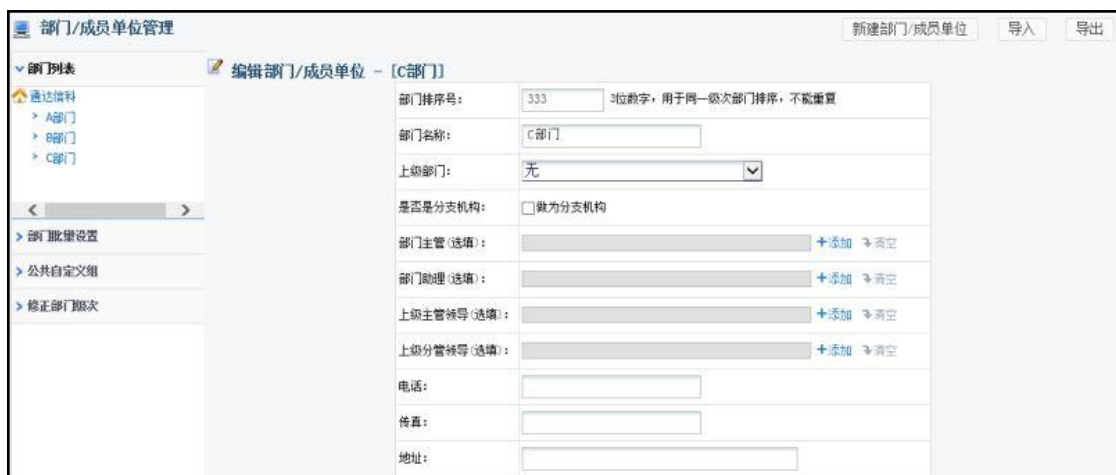 部门/成员单位管理
新建部门/成员单位 导入 导出
部门列表
通达信科
A部门
B部门
C部门
部门批量设置
公共自定义组
修正部门级次
编辑部门/成员单位 - [C部门]
部门排序号: 333 3位数字,用于同一级次部门排序,不能重复
部门名称: C部门
上级部门: 无
是否是分支机构: 做为分支机构
部门主管(选填): 添加 清空
部门助理(选填): 添加 清空
上级主管领导(选填): 添加 清空
上级分管领导(选填): 添加 清空
电话:
传真:
地址: